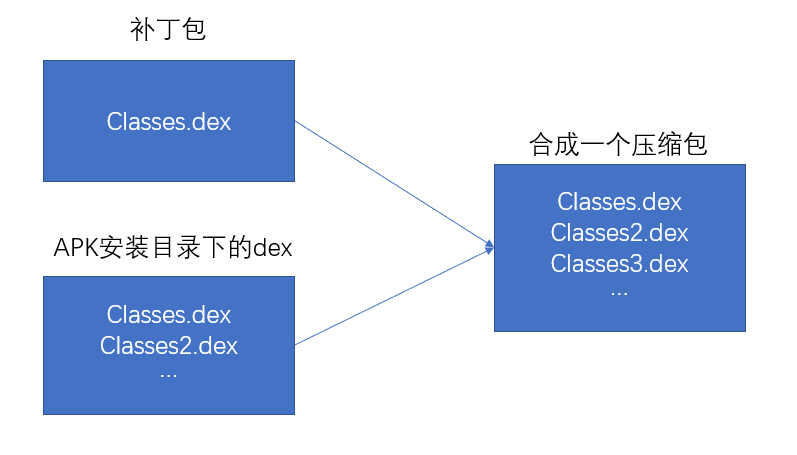 补丁包
Classes.dex
APK安装目录下的dex
Classes.dex
Classes2.dex
...
合成一个压缩包
Classes.dex
Classes2.dex
Classes3.dex
...